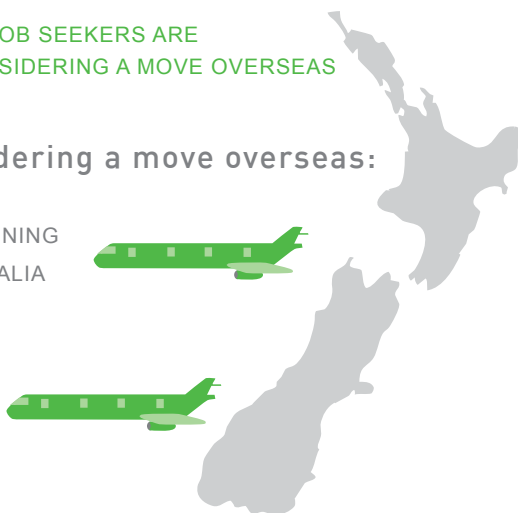 OB SEEKERS ARE
SIDERING A MOVE OVERSEAS
dering a move overseas:
NING
ALIA